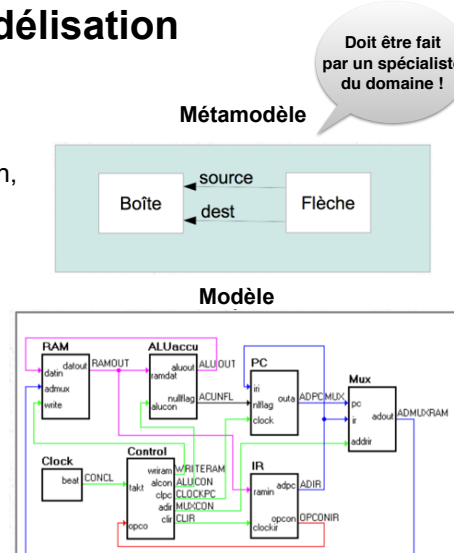 délisation
Doit être fait
par un spécialiste
du domaine !
Métamodèle
n,
source
Boîte
Flèche
dest
Modèle
RAM
ALUaccu
PC
Mux
datin
datout
RAMOUT
admux
write
ramdat
aluout
ALUOUT
nullflag
ACUNFL
alucon
iri
nlflag
outa
ADPCMUX
clock
pc
ir
adout
ADMUXRAM
addrir
Clock
beat
CONCL
Control
takt
wriram
WRITERAM
alcon
ALUCON
clpc
CLOCKPC
adir
MUXCON
clir
CLIR
opco
IR
ramin
adpc
ADIR
opcon
OPCONIR
clockir